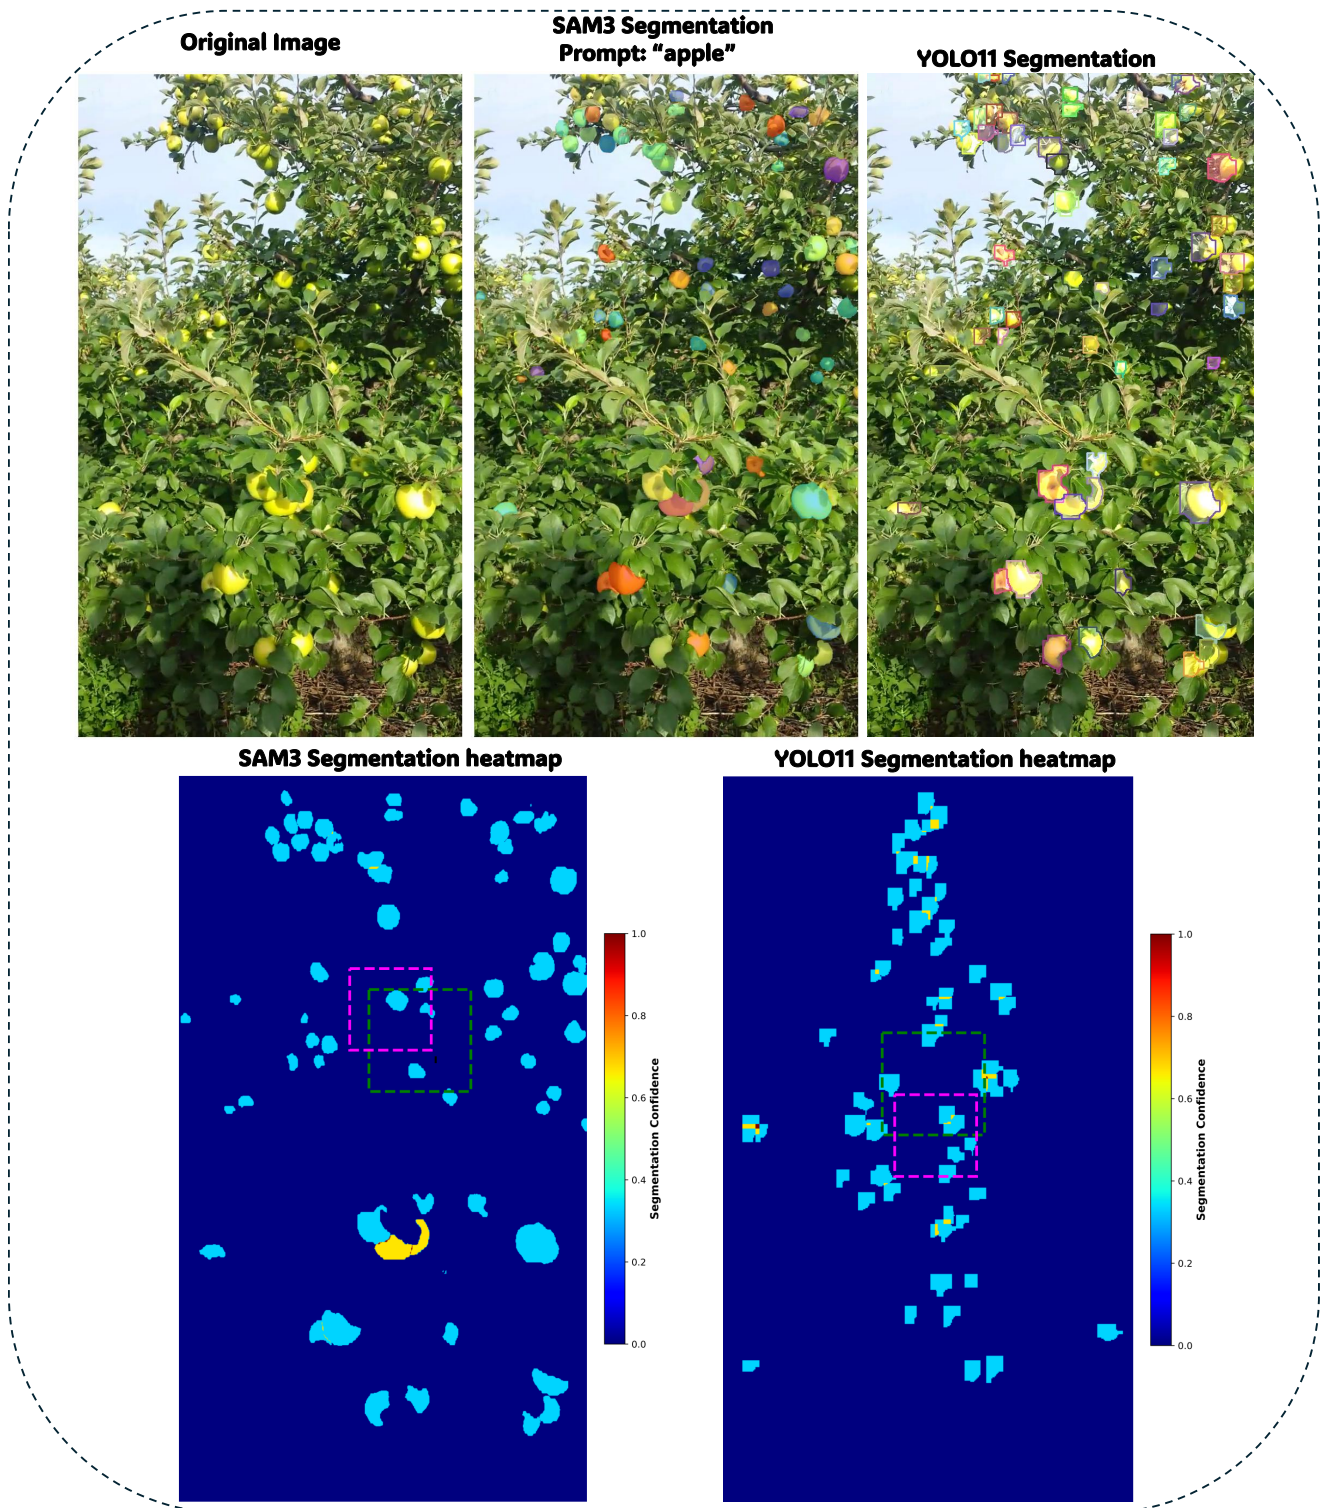 Original Image
SAM3 Segmentation
Prompt: “apple”
YOLO11 Segmentation
SAM3 Segmentation heatmap
YOLO11 Segmentation heatmap
1.0
0.8
0.6
0.4
0.2
0.0
Segmentation Confidence
1.0
0.8
0.6
0.4
0.2
0.0
Segmentation Confidence